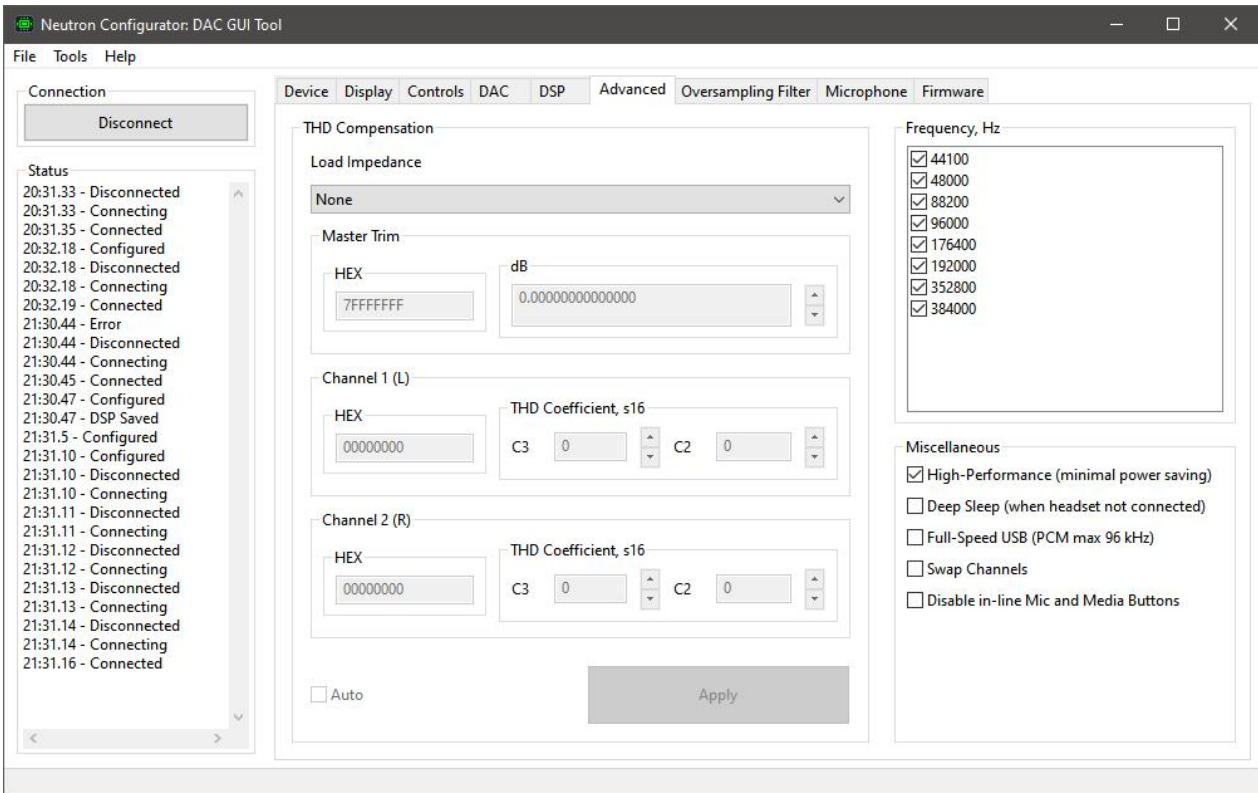 Neutron Configurator: DAC GUI Tool
File Tools Help
Connection
Disconnect
Status
20:31.33 - Disconnected
20:31.33 - Connecting
20:31.35 - Connected
20:32.18 - Configured
20:32.18 - Disconnected
20:32.18 - Connecting
20:32.19 - Connected
21:30.44 - Error
21:30.44 - Disconnected
21:30.44 - Connecting
21:30.45 - Connected
21:30.47 - Configured
21:30.47 - DSP Saved
21:31.5 - Configured
21:31.10 - Configured
21:31.10 - Disconnected
21:31.10 - Connecting
21:31.11 - Disconnected
21:31.11 - Connecting
21:31.12 - Disconnected
21:31.12 - Connecting
21:31.13 - Disconnected
21:31.13 - Connecting
21:31.14 - Disconnected
21:31.14 - Connecting
21:31.16 - Connected
Device Display Controls DAC DSP Advanced Oversampling Filter Microphone Firmware
THD Compensation
Load Impedance
None
Master Trim
HEX
7FFFFFFF
dB
0.00000000000000
Channel 1 (L)
HEX
00000000
THD Coefficient, s16
C3 0 C2 0
Channel 2 (R)
HEX
00000000
THD Coefficient, s16
C3 0 C2 0
Auto
Apply
Frequency, Hz
44100
48000
88200
96000
176400
192000
352800
384000
Miscellaneous
High-Performance (minimal power saving)
Deep Sleep (when headset not connected)
Full-Speed USB (PCM max 96 kHz)
Swap Channels
Disable in-line Mic and Media Buttons